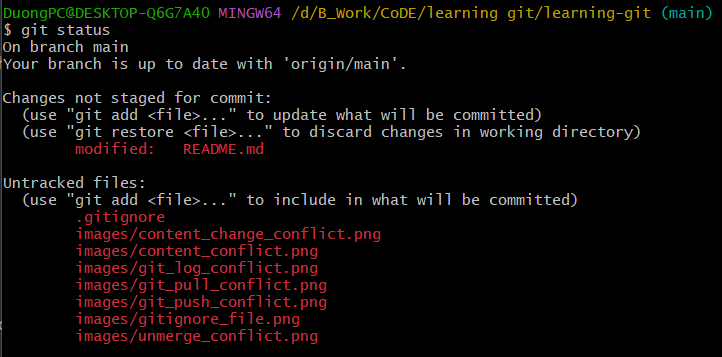 DuongPC@DESKTOP-Q6G7A4O MINGW64 /d/B_Work/CoDE/learning git/learning-git (main)
$ git status
On branch main
Your branch is up to date with 'origin/main'.
Changes not staged for commit:
(use "git add <file>..." to update what will be committed)
(use "git restore <file>..." to discard changes in working directory)
modified: README.md
Untracked files:
(use "git add <file>..." to include in what will be committed)
.gitignore
images/content_change_conflict.png
images/content_conflict.png
images/git_log_conflict.png
images/git_pull_conflict.png
images/git_push_conflict.png
images/gitignore_file.png
images/unmerge_conflict.png